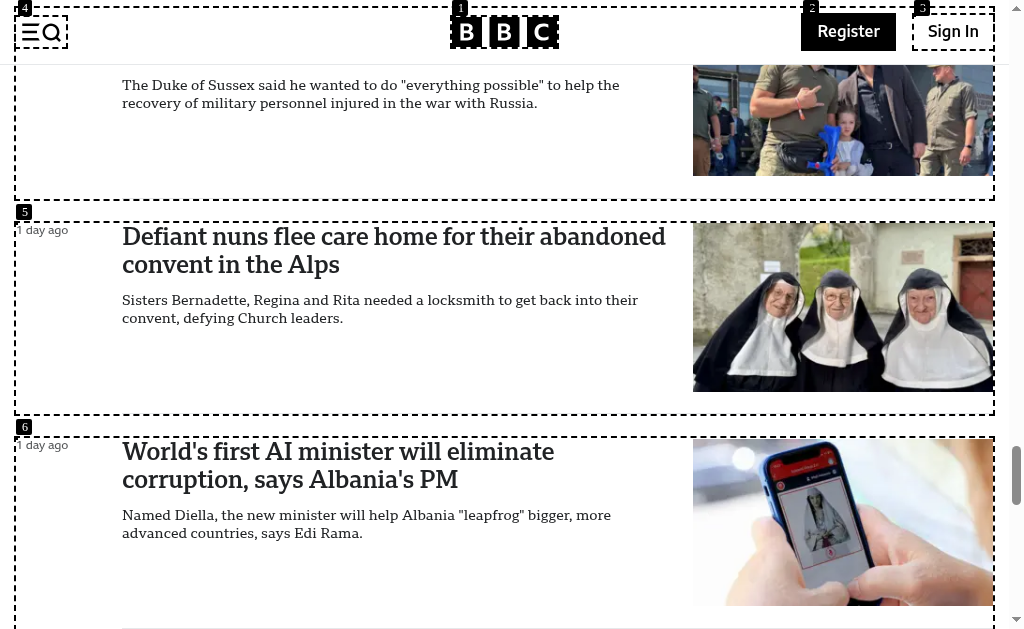 4
1
2
3
BBC
Register
Sign In
The Duke of Sussex said he wanted to do "everything possible" to help the
recovery of military personnel injured in the war with Russia.
5
1 day ago
Defiant nuns flee care home for their abandoned
convent in the Alps
Sisters Bernadette, Regina and Rita needed a locksmith to get back into their
convent, defying Church leaders.
6
1 day ago
World's first AI minister will eliminate
corruption, says Albania's PM
Named Diella, the new minister will help Albania "leapfrog" bigger, more
advanced countries, says Edi Rama.